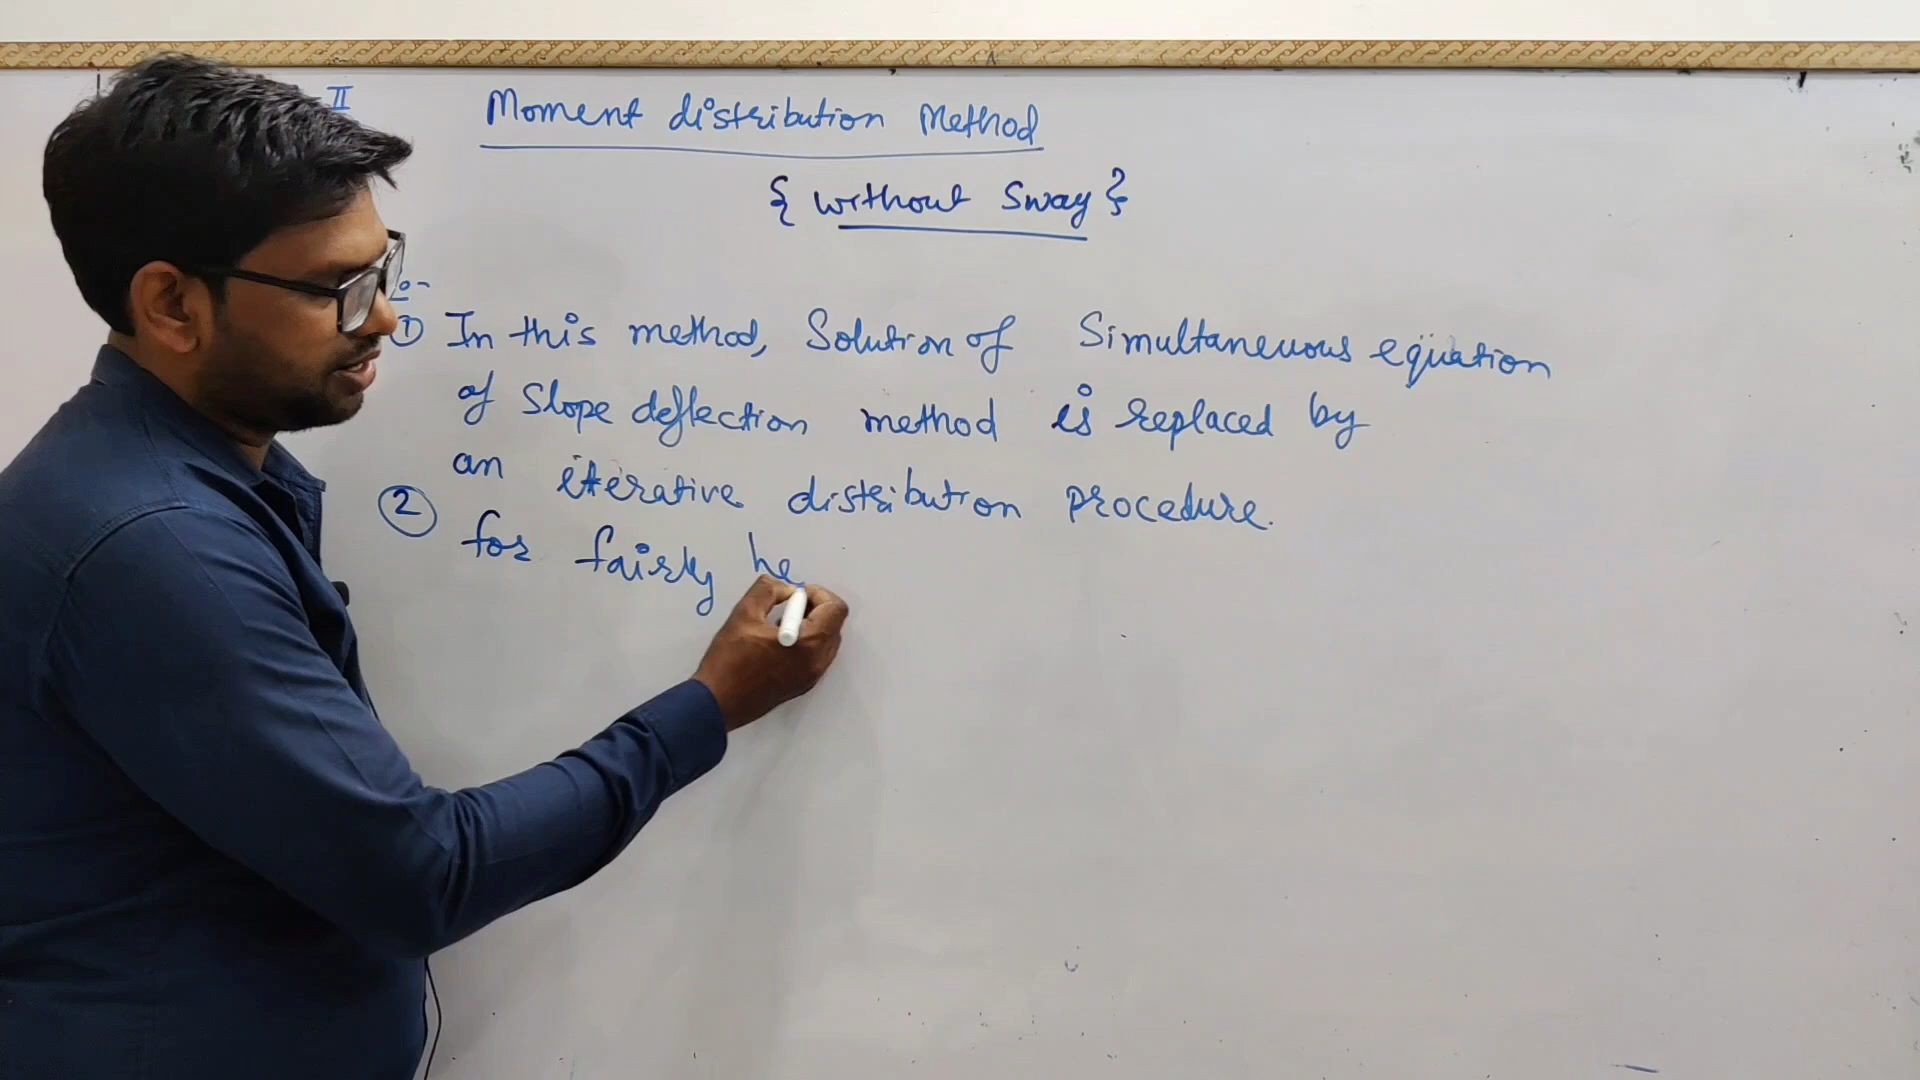 II
Moment distribution Method
{ without Sway }
① In this method, Solution of Simultaneuous equation
of Slope deflection method is replaced by
an iterative distribution procedure.
② for fairly he